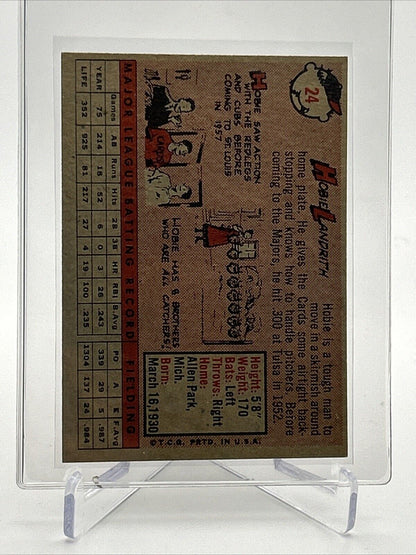 24
HOBIE LANDRITH
Hobie is a tough man to
move in a skirmish around
home plate. He gives the Cards some alright back-
stopping and knows how to handle pitchers. Before
coming to the Majors, he hit .300 at Tulsa in 1952.
HOBIE SAW ACTION
WITH THE REDLEGS
AND CUBS BEFORE
COMING TO ST. LOUIS
IN 1957
CARDS
HOBIE HAS 8 BROTHERS
WHO ARE ALL CATCHERS!
Height: 5'8"
Weight: 170
Bats: Left
Throws: Right
Home:
Allen Park,
Mich.
Born:
March 16, 1930
MAJOR LEAGUE BATTING RECORD FIELDING
Games AB Runs Hits 2B 3B HR RBI B.Avg PO A E F.Avg
YEAR 75 214 18 52 6 0 3 26 .243 339 29 5 .987
LIFE 352 925 81 217 27 4 19 100 .235 1304 137 24 .984
©T.C.G. PRTD. IN U.S.A.